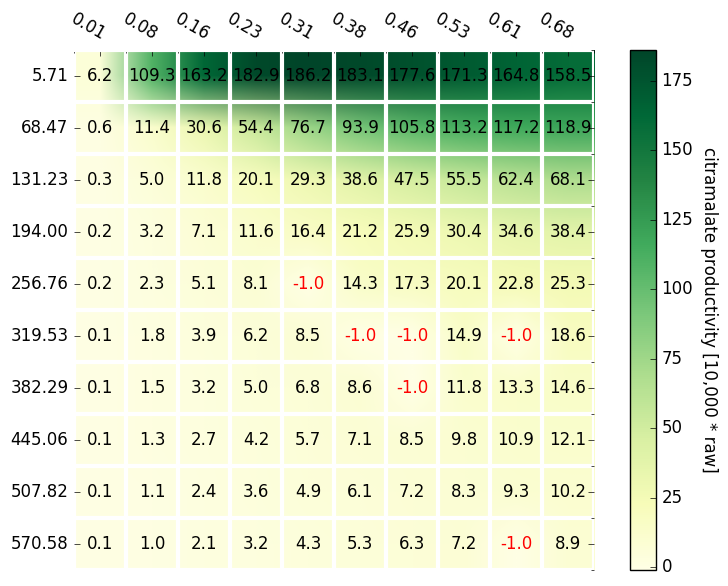 0.01 0.08 0.16 0.23 0.31 0.38 0.46 0.53 0.61 0.68
5.71 6.2 109.3 163.2 182.9 186.2 183.1 177.6 171.3 164.8 158.5
68.47 0.6 11.4 30.6 54.4 76.7 93.9 105.8 113.2 117.2 118.9
131.23 0.3 5.0 11.8 20.1 29.3 38.6 47.5 55.5 62.4 68.1
194.00 0.2 3.2 7.1 11.6 16.4 21.2 25.9 30.4 34.6 38.4
256.76 0.2 2.3 5.1 8.1 -1.0 14.3 17.3 20.1 22.8 25.3
319.53 0.1 1.8 3.9 6.2 8.5 -1.0 -1.0 14.9 -1.0 18.6
382.29 0.1 1.5 3.2 5.0 6.8 8.6 -1.0 11.8 13.3 14.6
445.06 0.1 1.3 2.7 4.2 5.7 7.1 8.5 9.8 10.9 12.1
507.82 0.1 1.1 2.4 3.6 4.9 6.1 7.2 8.3 9.3 10.2
570.58 0.1 1.0 2.1 3.2 4.3 5.3 6.3 7.2 -1.0 8.9
175
150
125
100
75
50
25
0
citramalate productivity [10,000 * raw]